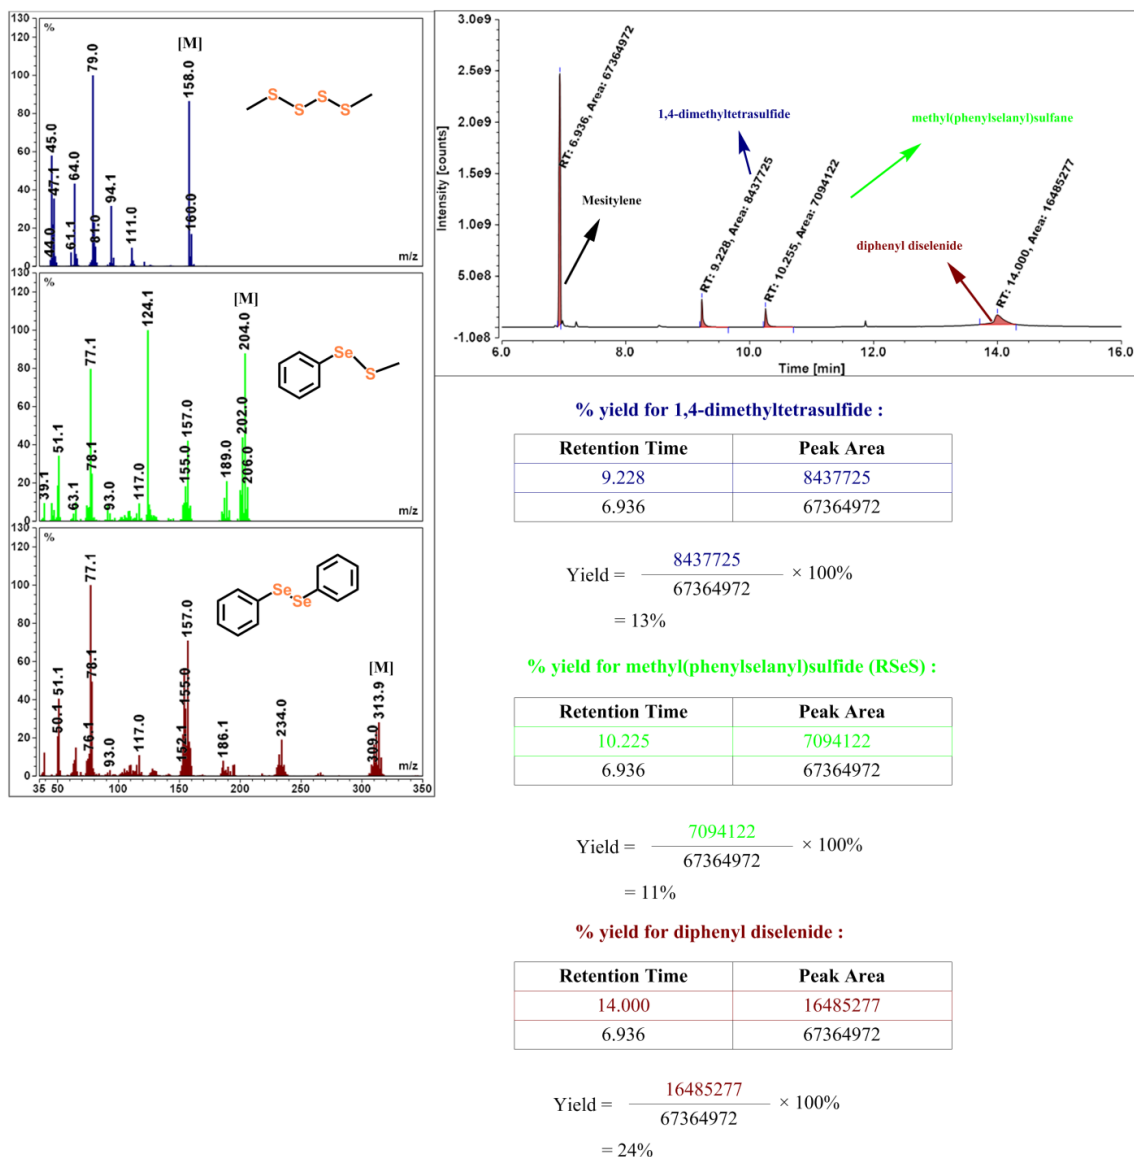 130
%
120
100
80
60
40
20
0
44.0
45.0
47.1
61.1
64.0
79.0
81.0
94.1
111.0
[M]
158.0
160.0
S
S
S
S
m/z
130
%
120
100
80
60
40
20
0
39.1
51.1
63.1
77.1
78.1
93.0
117.0
124.1
155.0
157.0
189.0
202.0
[M]
204.0
206.0
Se
S
m/z
130
%
120
100
80
60
40
20
0
50.1
51.1
76.1
77.1
78.1
93.0
117.0
152.1
155.0
157.0
186.1
234.0
309.0
[M]
313.9
Se
Se
m/z
35 50 100 150 200 250 300 350
3.0e9
2.5e9
2.0e9
1.5e9
1.0e9
5.0e8
-1.0e8
Intensity [counts]
RT: 6.936, Area: 67364972
Mesitylene
1,4-dimethyltetrasulfide
RT: 9.228, Area: 8437725
RT: 10.255, Area: 7094122
methyl(phenylselanyl)sulfane
diphenyl diselenide
RT: 14.000, Area: 16485277
6.0 8.0 10.0 12.0 14.0 16.0
Time [min]
% yield for 1,4-dimethyltetrasulfide :
Retention Time Peak Area
9.228 8437725
6.936 67364972
8437725
Yield = × 100%
67364972
= 13%
% yield for methyl(phenylselanyl)sulfide (RSeS) :
Retention Time Peak Area
10.225 7094122
6.936 67364972
7094122
Yield = × 100%
67364972
= 11%
% yield for diphenyl diselenide :
Retention Time Peak Area
14.000 16485277
6.936 67364972
16485277
Yield = × 100%
67364972
= 24%